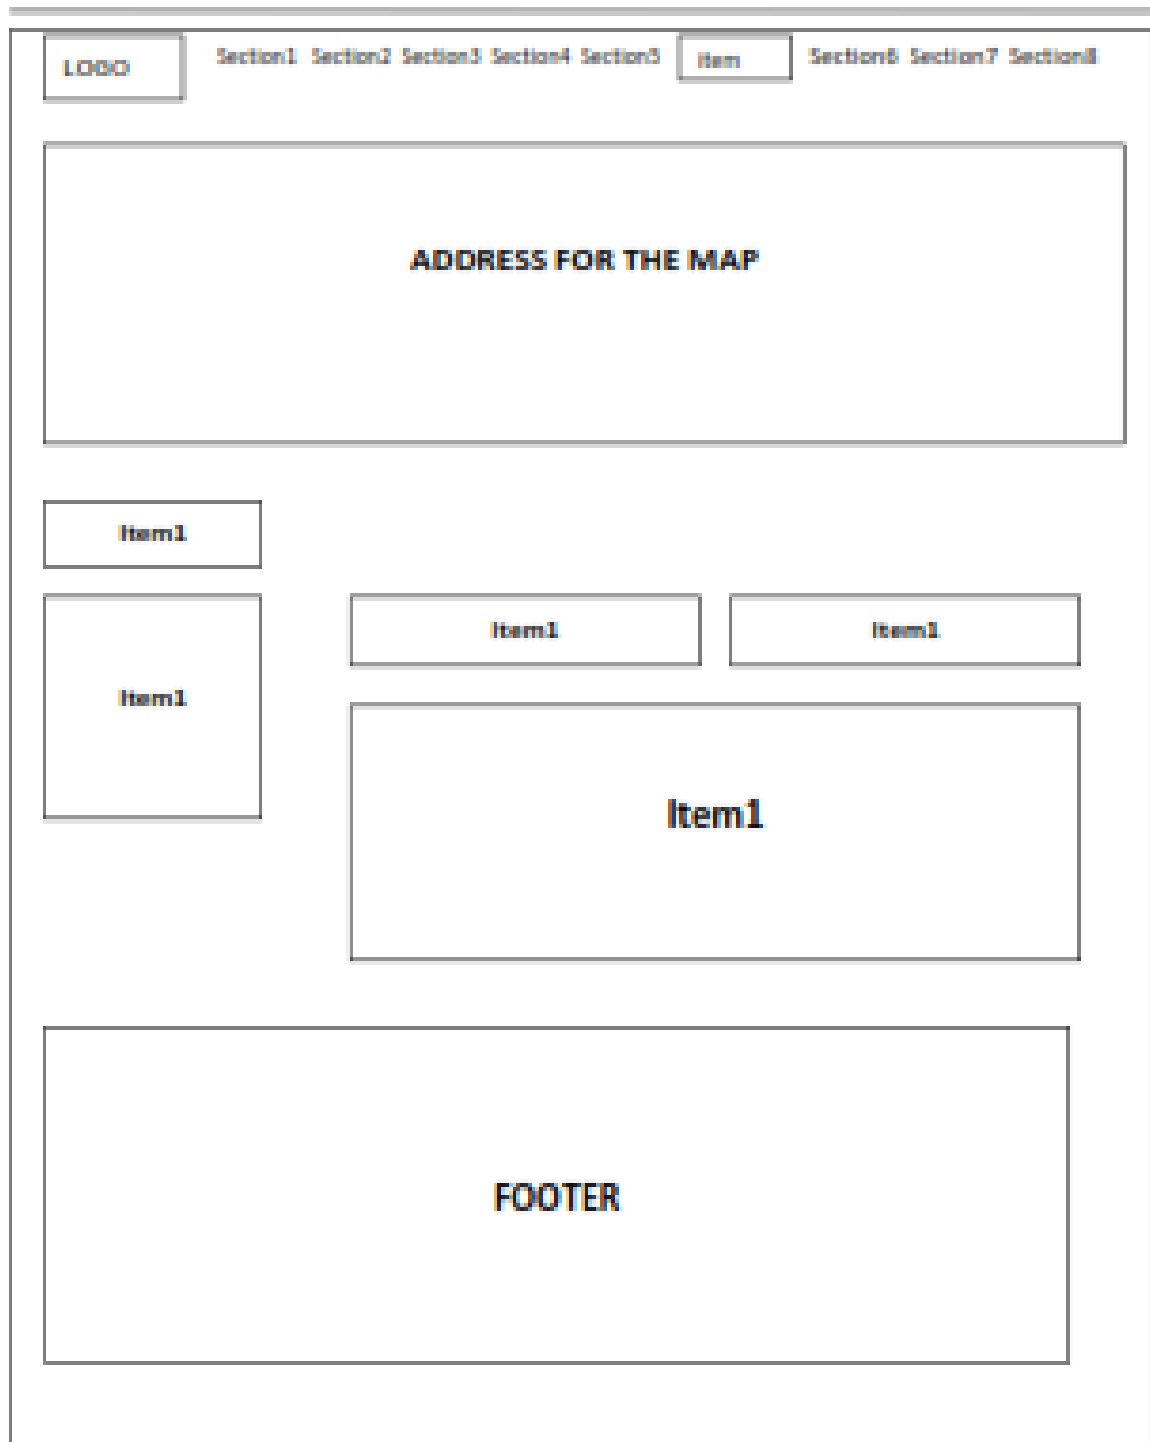 LOGO Section1 Section2 Section3 Section4 Section5 Item Section6 Section7 Section8
ADDRESS FOR THE MAP
Item1
Item1 Item1
Item1
Item1
FOOTER